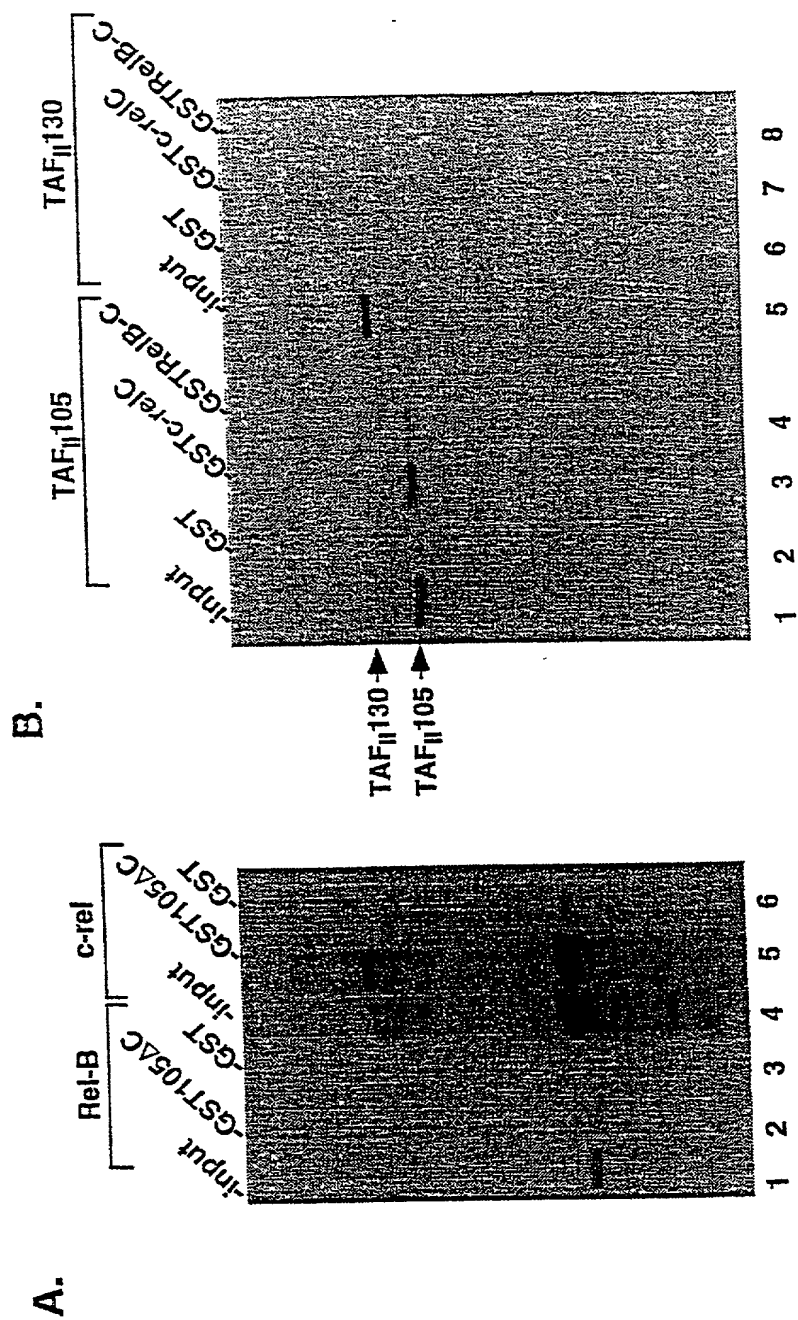 A.
Rel-B
c-rel
-input
-GST105ΔC
-GST
-input
-GST105ΔC
-GST
1 2 3 4 5 6
B.
TAFII105
TAFII130
-input
-GST
-GSTc-relC
-GSTRelB-C
-input
-GST
-GSTc-relC
-GSTRelB-C
TAFII130-
TAFII105-
1 2 3 4 5 6 7 8